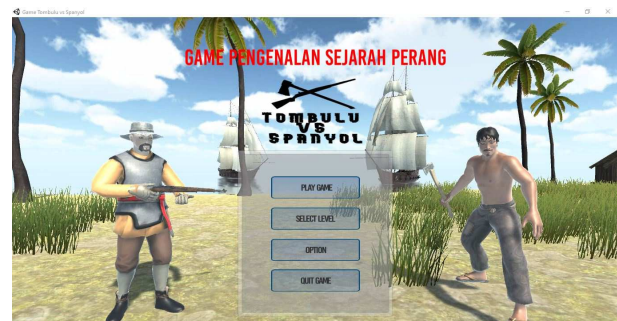 Game Tombulu vs Spanyol
GAME PENGENALAN SEJARAH PERANG
TOMBULU
VS
SPANYOL
PLAY GAME
SELECT LEVEL
OPTION
QUIT GAME